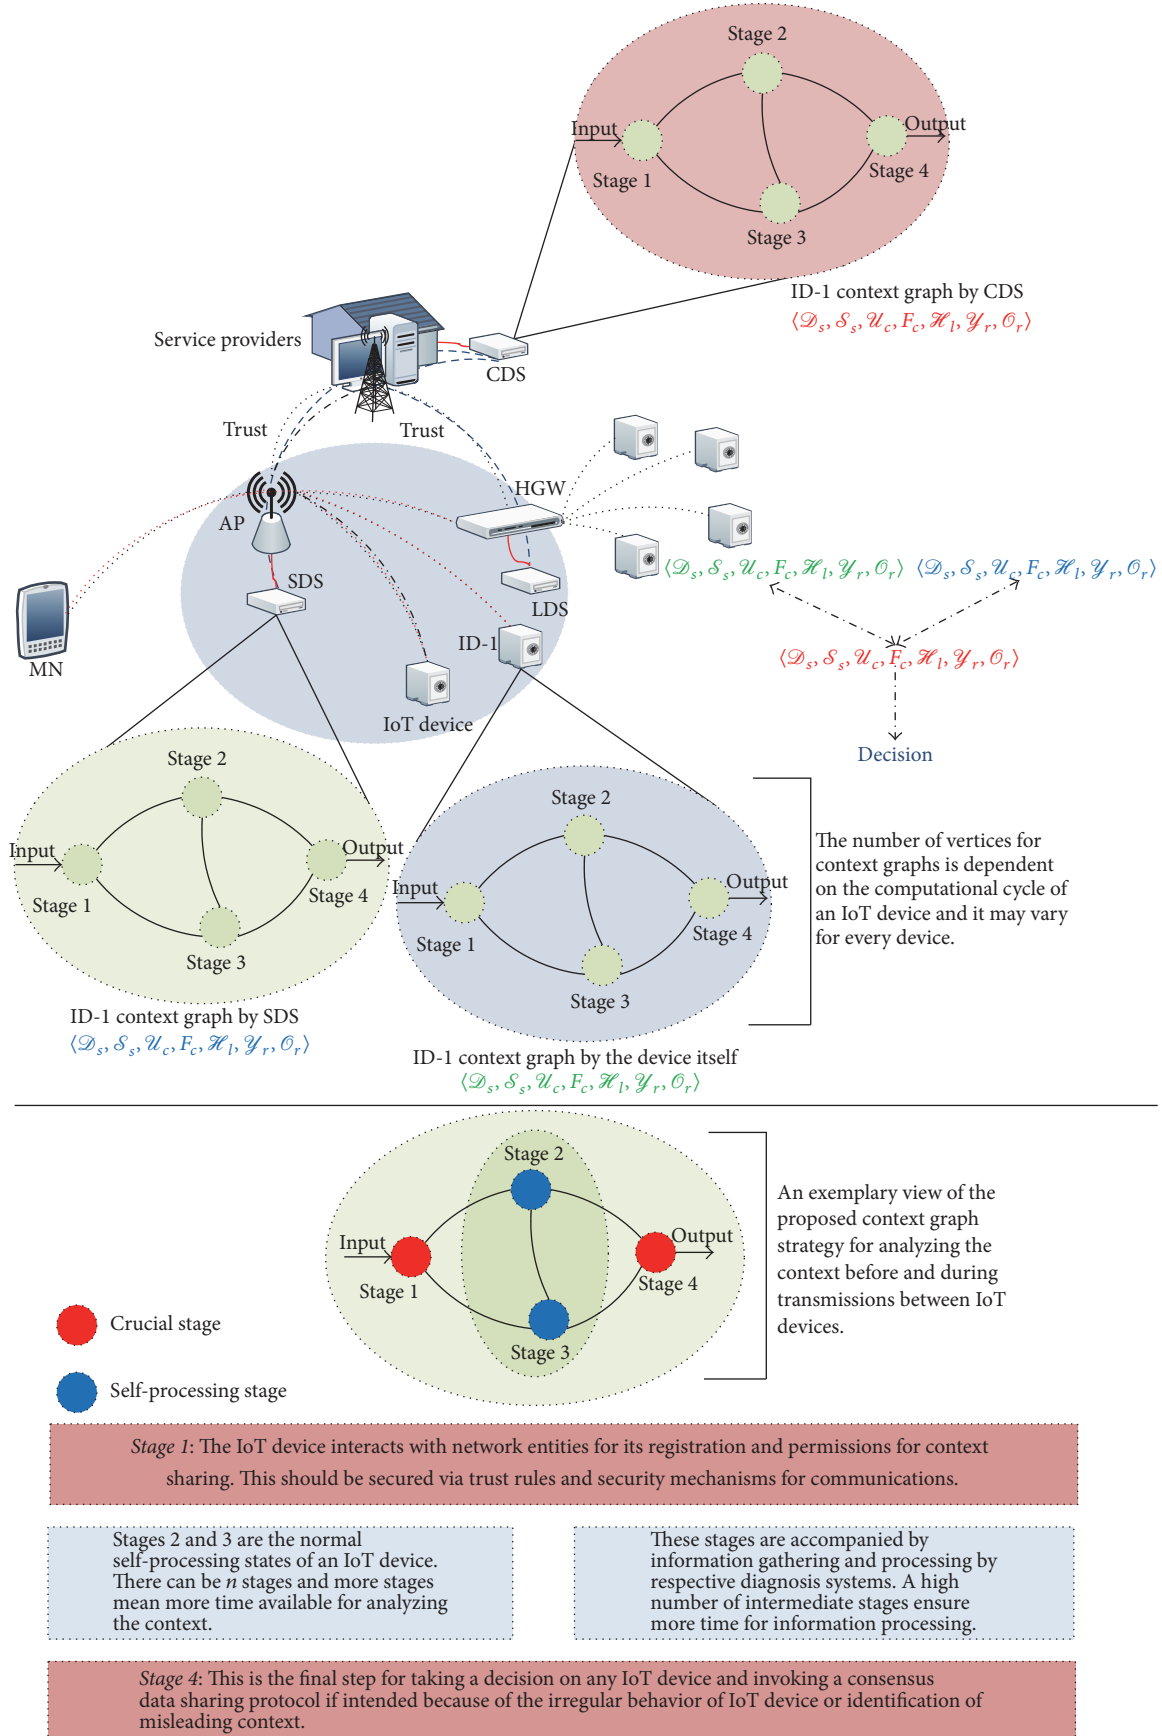 Stage 2
Input
Output
Stage 1
Stage 4
Stage 3
ID-1 context graph by CDS
⟨𝒟s, 𝒮s, 𝒰c, Fc, ℋl, 𝒴r, 𝒪r⟩
Service providers
CDS
Trust
Trust
HGW
AP
SDS
LDS
⟨𝒟s, 𝒮s, 𝒰c, Fc, ℋl, 𝒴r, 𝒪r⟩
⟨𝒟s, 𝒮s, 𝒰c, Fc, ℋl, 𝒴r, 𝒪r⟩
MN
ID-1
⟨𝒟s, 𝒮s, 𝒰c, Fc, ℋl, 𝒴r, 𝒪r⟩
IoT device
Decision
Stage 2
Input
Output
Stage 1
Stage 4
Stage 3
ID-1 context graph by SDS
⟨𝒟s, 𝒮s, 𝒰c, Fc, ℋl, 𝒴r, 𝒪r⟩
Stage 2
Input
Output
Stage 1
Stage 4
Stage 3
ID-1 context graph by the device itself
⟨𝒟s, 𝒮s, 𝒰c, Fc, ℋl, 𝒴r, 𝒪r⟩
The number of vertices for
context graphs is dependent
on the computational cycle of
an IoT device and it may vary
for every device.
Stage 2
Input
Output
Stage 1
Stage 4
Stage 3
An exemplary view of the
proposed context graph
strategy for analyzing the
context before and during
transmissions between IoT
devices.
Crucial stage
Self-processing stage
Stage 1: The IoT device interacts with network entities for its registration and permissions for context
sharing. This should be secured via trust rules and security mechanisms for communications.
Stages 2 and 3 are the normal
self-processing states of an IoT device.
There can be n stages and more stages
mean more time available for analyzing
the context.
These stages are accompanied by
information gathering and processing by
respective diagnosis systems. A high
number of intermediate stages ensure
more time for information processing.
Stage 4: This is the final step for taking a decision on any IoT device and invoking a consensus
data sharing protocol if intended because of the irregular behavior of IoT device or identification of
misleading context.